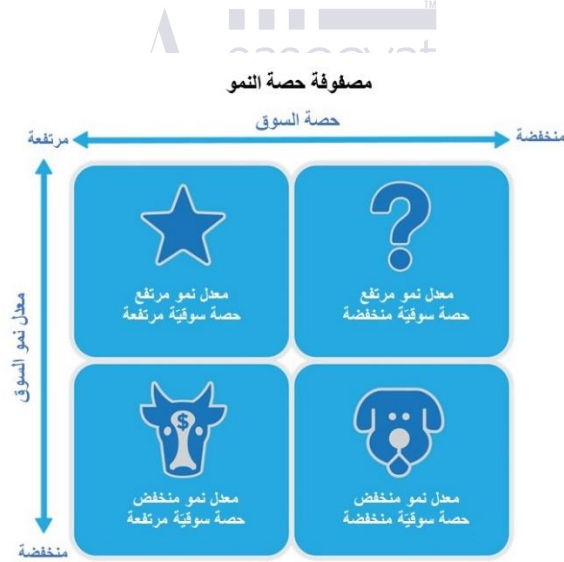 TM
مصفوفة حصة النمو
حصة السوق
منخفضة
مرتفعة
معدل نمو السوق
معدل نمو مرتفع
حصة سوقيّة مرتفعة
معدل نمو مرتفع
حصة سوقيّة منخفضة
معدل نمو منخفض
حصة سوقيّة مرتفعة
$
معدل نمو منخفض
حصة سوقيّة منخفضة
منخفضة